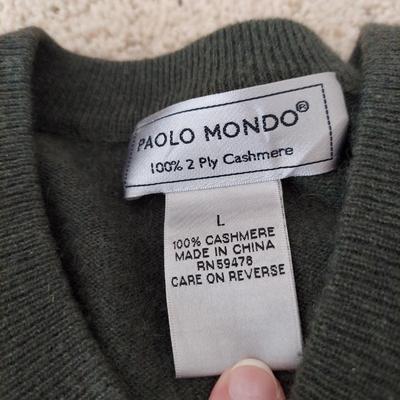 PAOLO MONDO®
100% 2 Ply Cashmere
L
100% CASHMERE
MADE IN CHINA
RN59478
CARE ON REVERSE